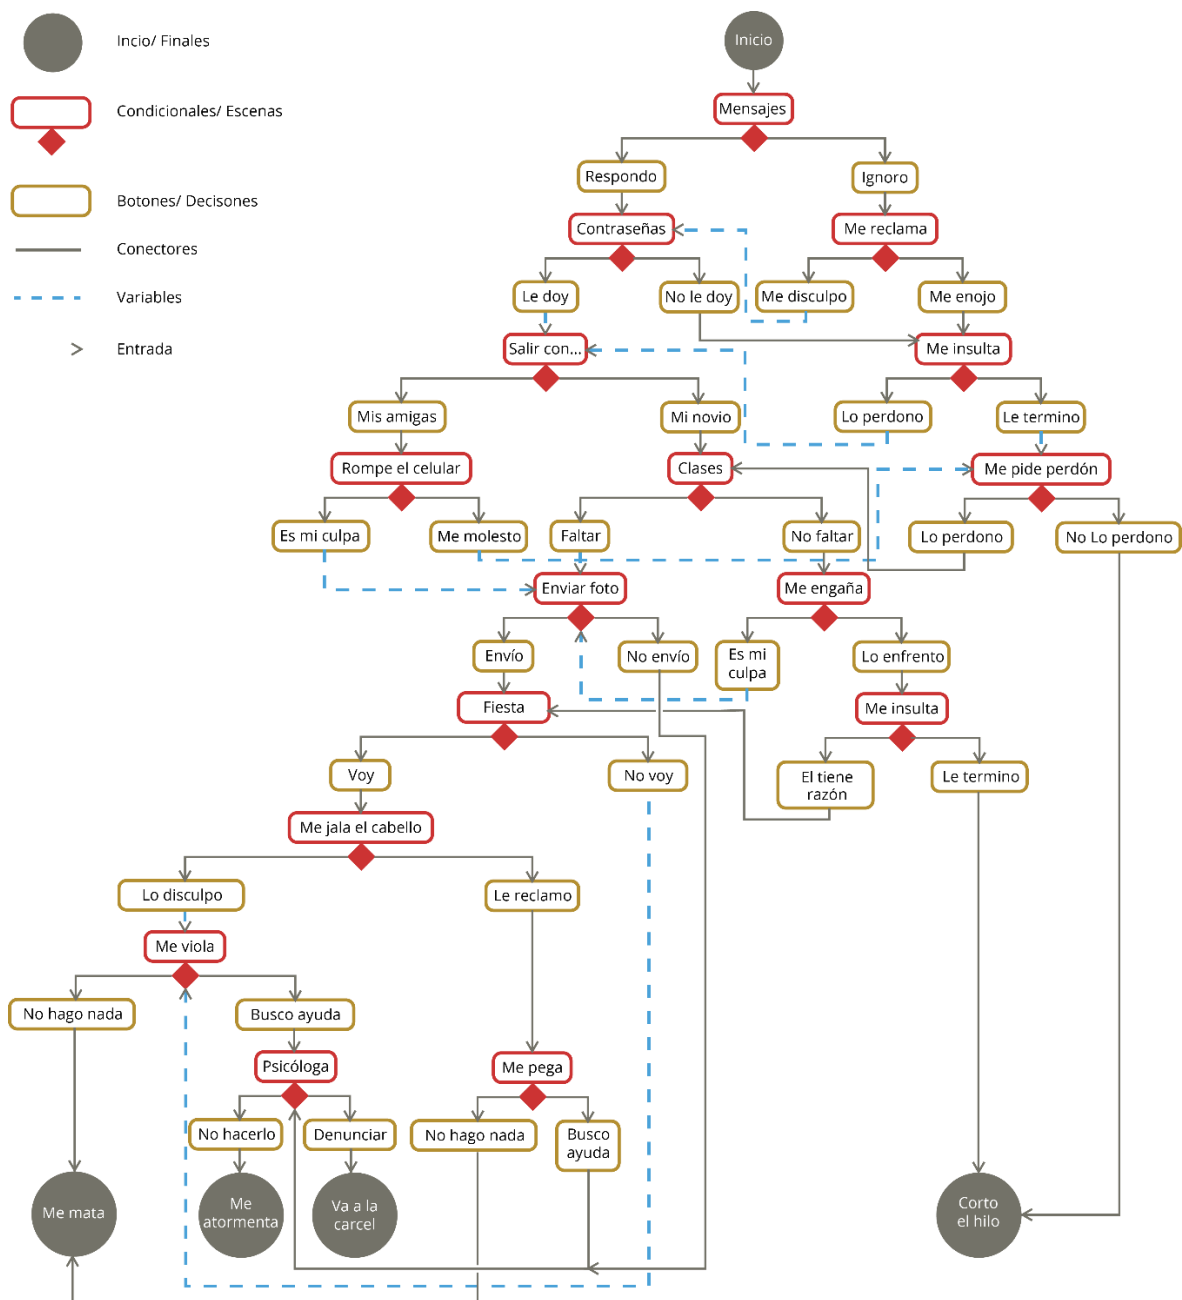 Incio/ Finales
Condicionales/ Escenas
Botones/ Decisones
Conectores
Variables
Entrada
Inicio
Mensajes
Respondo
Ignoro
Contraseñas
Me reclama
Le doy
No le doy
Me disculpo
Me enojo
Salir con...
Me insulta
Mis amigas
Mi novio
Lo perdono
Le termino
Rompe el celular
Clases
Me pide perdón
Es mi culpa
Me molesto
Faltar
No faltar
Lo perdono
No Lo perdono
Enviar foto
Me engaña
Envío
No envío
Es mi
culpa
Lo enfrento
Fiesta
Me insulta
Voy
No voy
El tiene
razón
Le termino
Me jala el cabello
Lo disculpo
Le reclamo
Me viola
No hago nada
Busco ayuda
Psicóloga
Me pega
No hacerlo
Denunciar
No hago nada
Busco
ayuda
Me mata
Me
atormenta
Va a la
carcel
Corto
el hilo